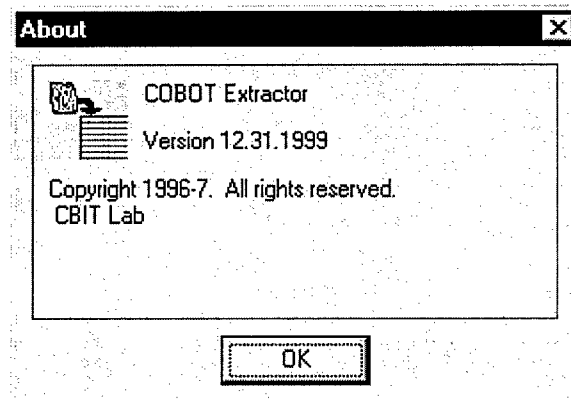 About
COBOT Extractor
Version 12.31.1999
Copyright 1996-7. All rights reserved.
CBIT Lab
OK